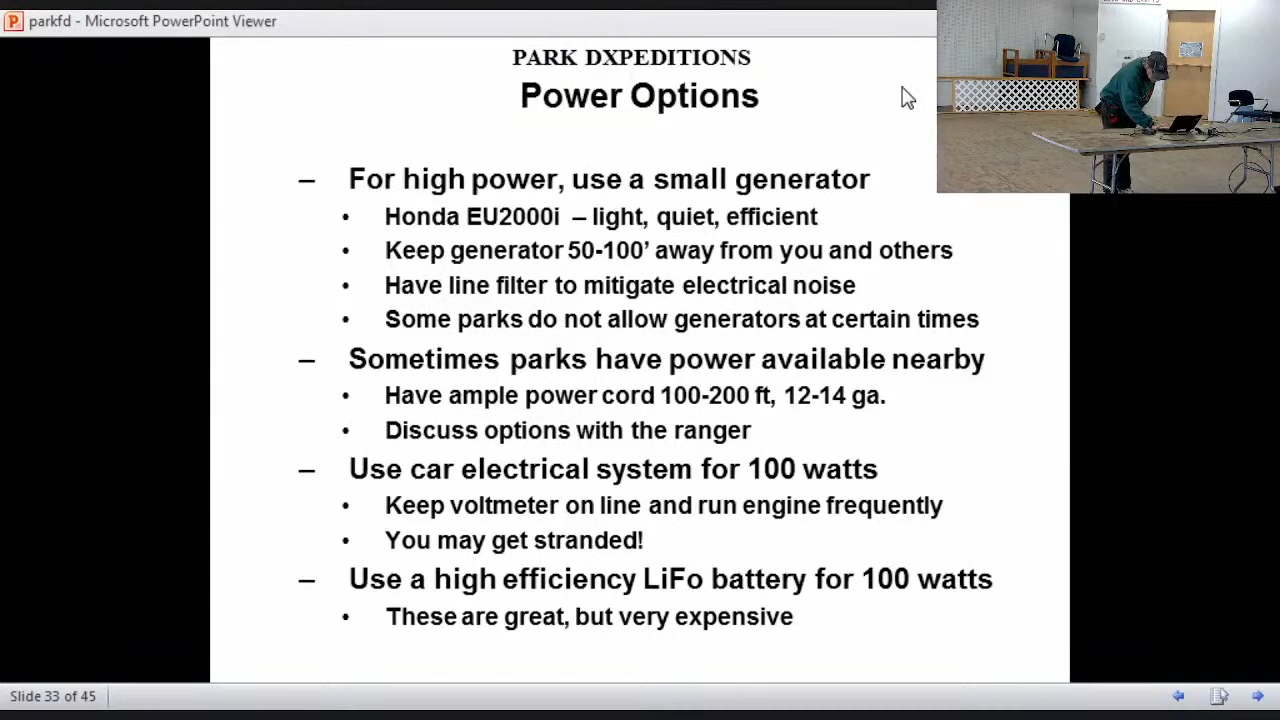 parkfd - Microsoft PowerPoint Viewer
PARK DXPEDITIONS
Power Options
– For high power, use a small generator
• Honda EU2000i – light, quiet, efficient
• Keep generator 50-100’ away from you and others
• Have line filter to mitigate electrical noise
• Some parks do not allow generators at certain times
– Sometimes parks have power available nearby
• Have ample power cord 100-200 ft, 12-14 ga.
• Discuss options with the ranger
– Use car electrical system for 100 watts
• Keep voltmeter on line and run engine frequently
• You may get stranded!
– Use a high efficiency LiFo battery for 100 watts
• These are great, but very expensive
Slide 33 of 45